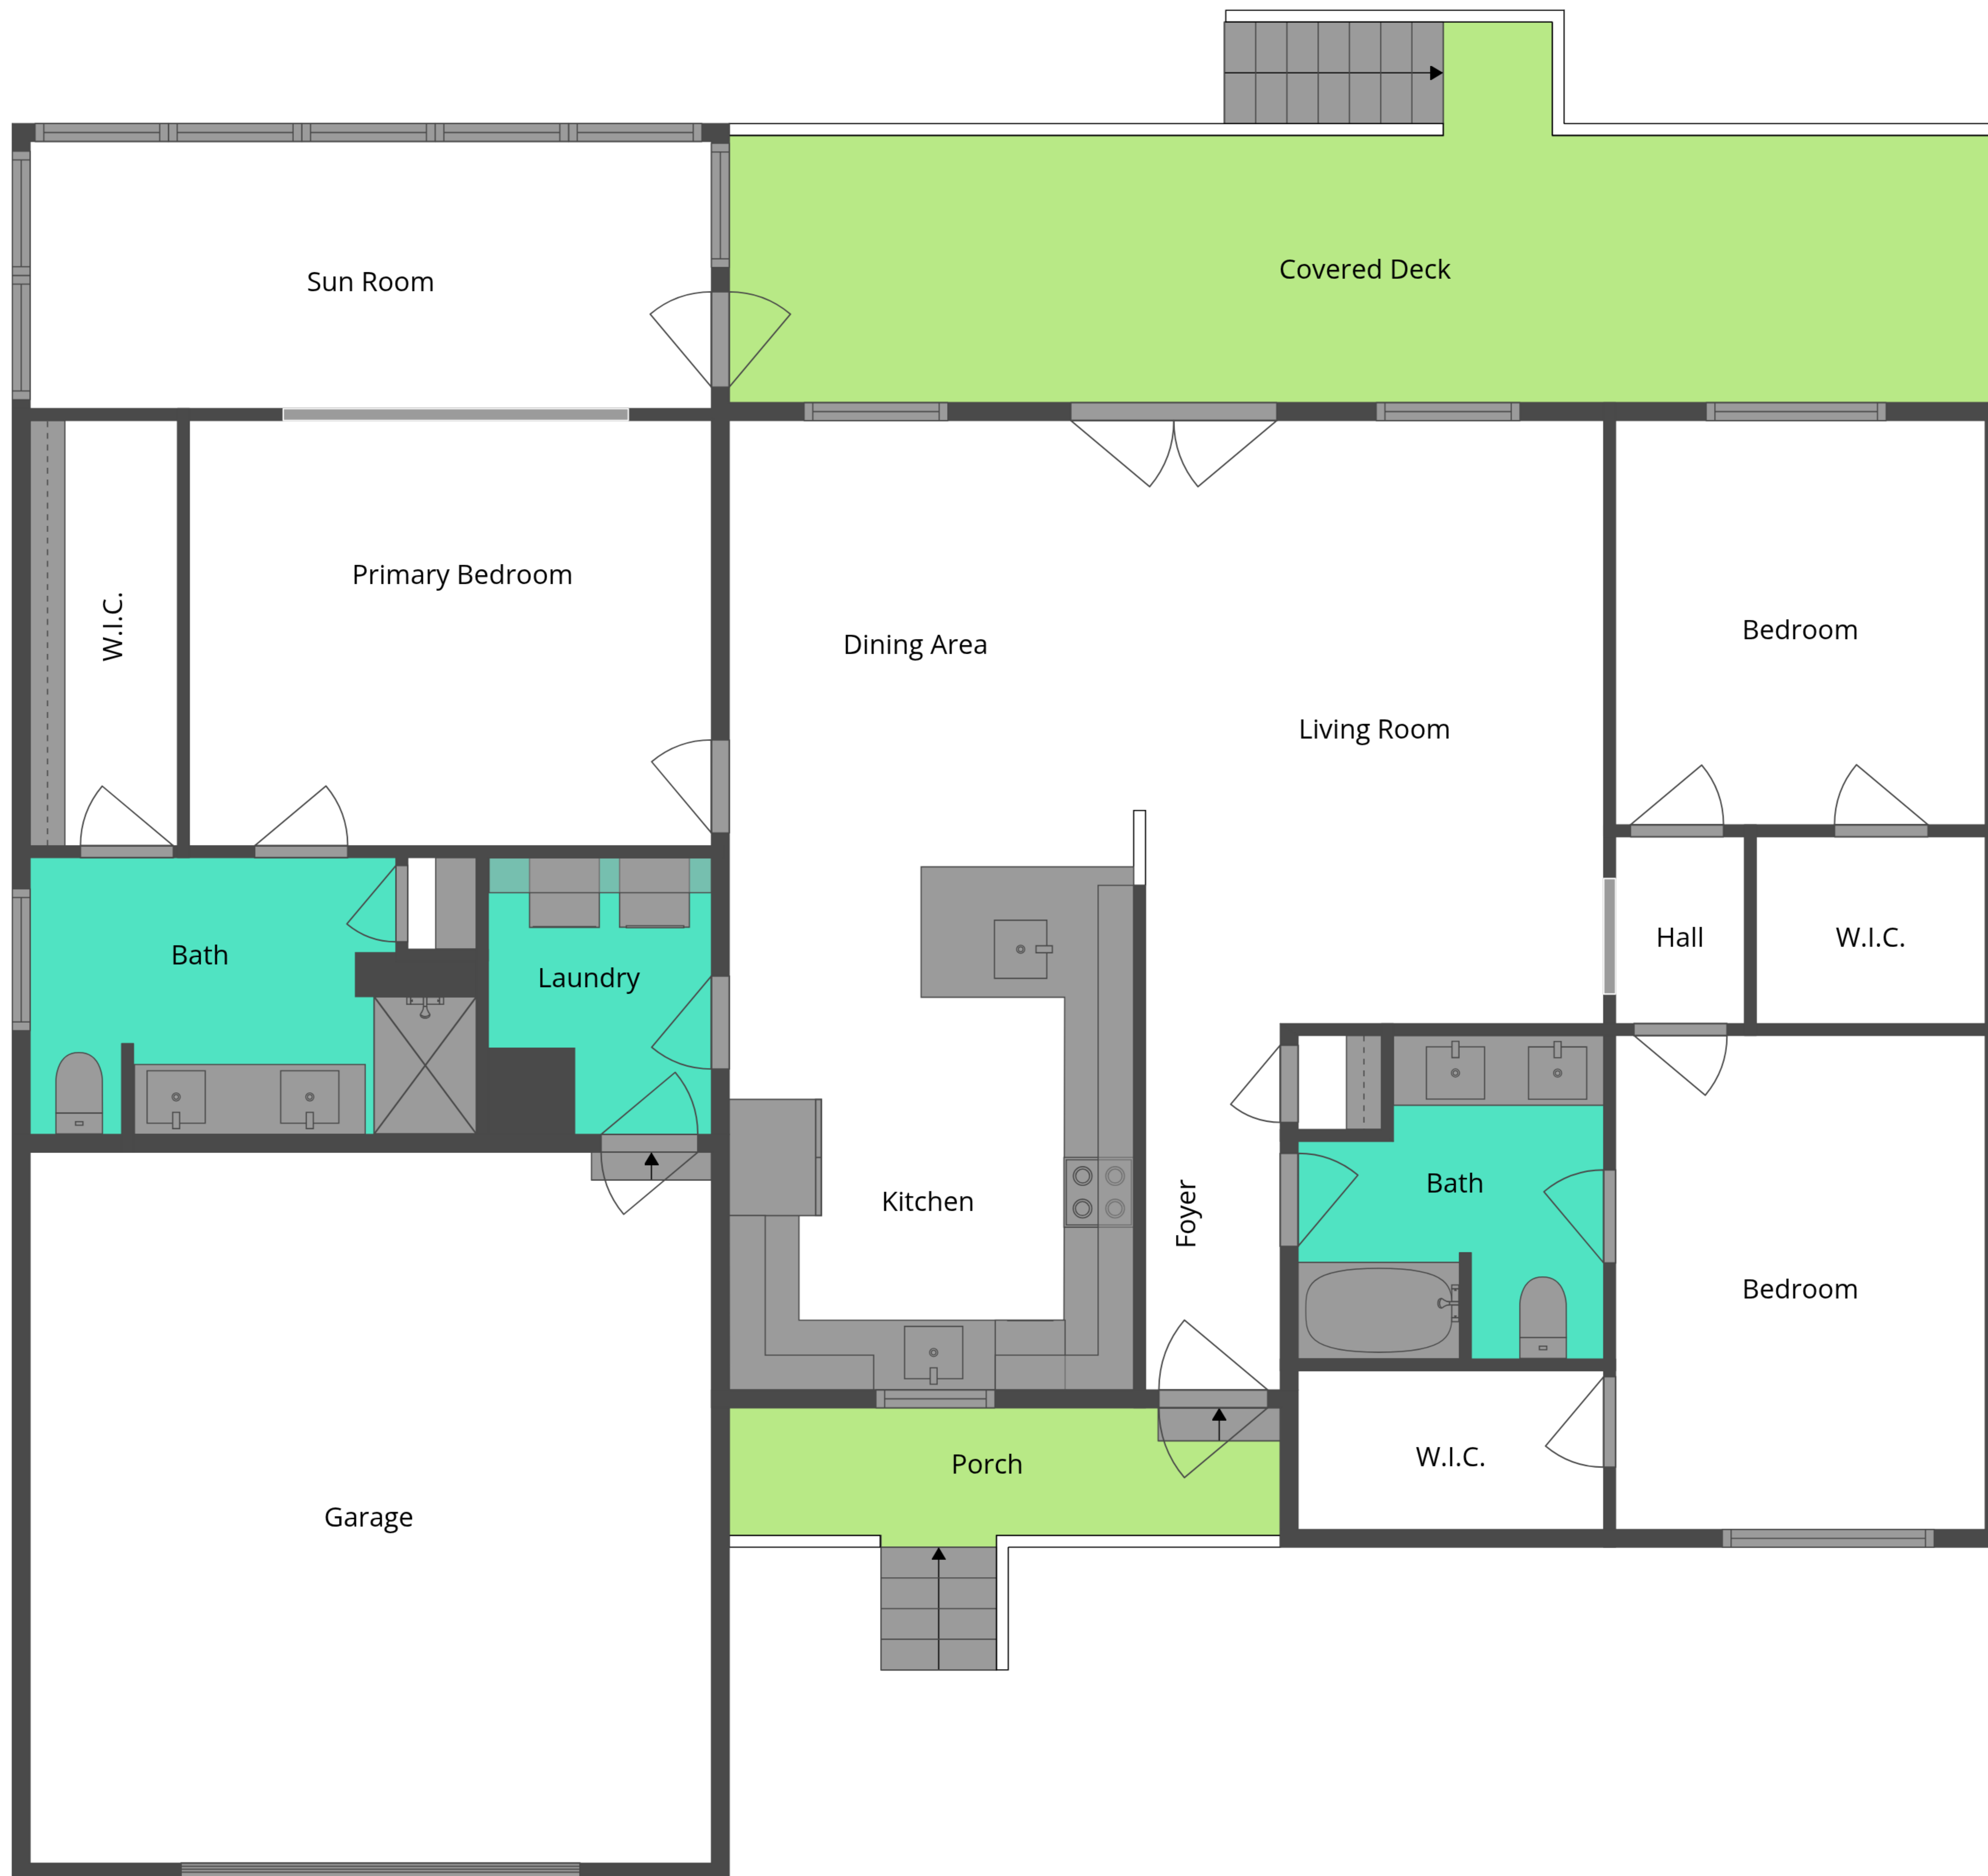 Covered Deck
Sun Room
Primary Bedroom
W.I.C.
Dining Area
Bedroom
Living Room
Bath
Laundry
Hall
W.I.C.
Kitchen
Foyer
Bath
Bedroom
Porch
W.I.C.
Garage